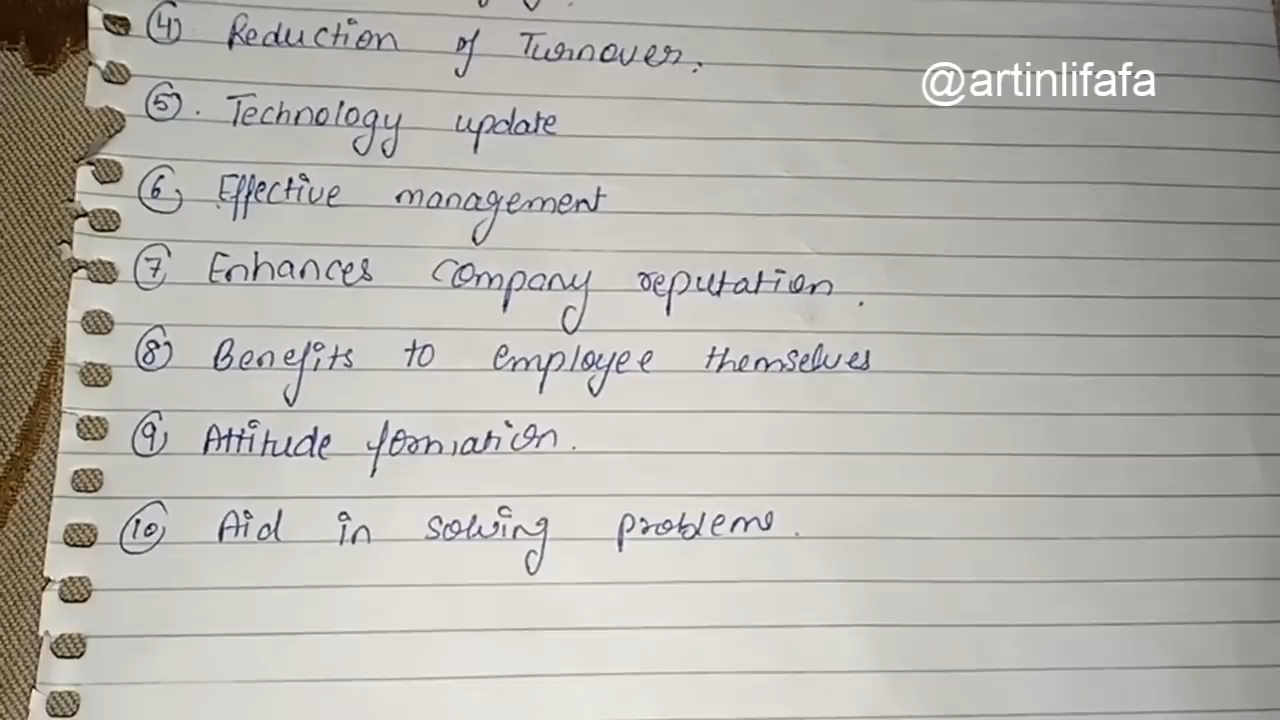 ④ Reduction of Turnover.
@artinlifafa
⑤. Technology update
⑥ Effective management
⑦ Enhances company reputation.
⑧ Benefits to employee themselves
⑨ Attitude formation.
⑩ Aid in solving problems.